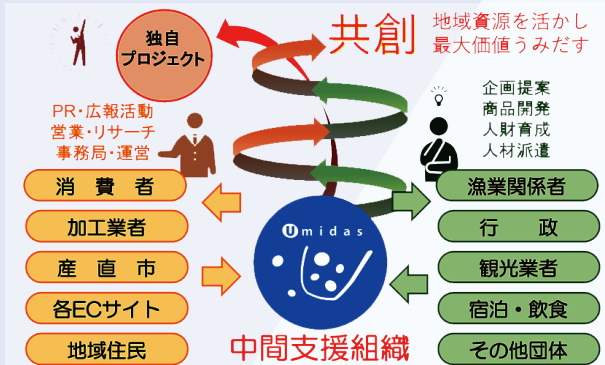 独自
プロジェクト
共創
地域資源を活かし
最大価値うみだす
PR・広報活動
営業・リサーチ
事務局・運営
企画提案
商品開発
人財育成
人材派遣
消費者
加工業者
産直市
各ECサイト
地域住民
Umidas
中間支援組織
漁業関係者
行政
観光業者
宿泊・飲食
その他団体